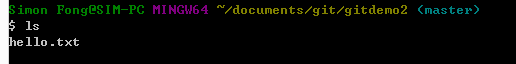 Simon Fong@SIM-PC MINGW64 ~/documents/git/gitdemo2 (master)
$ ls
hello.txt